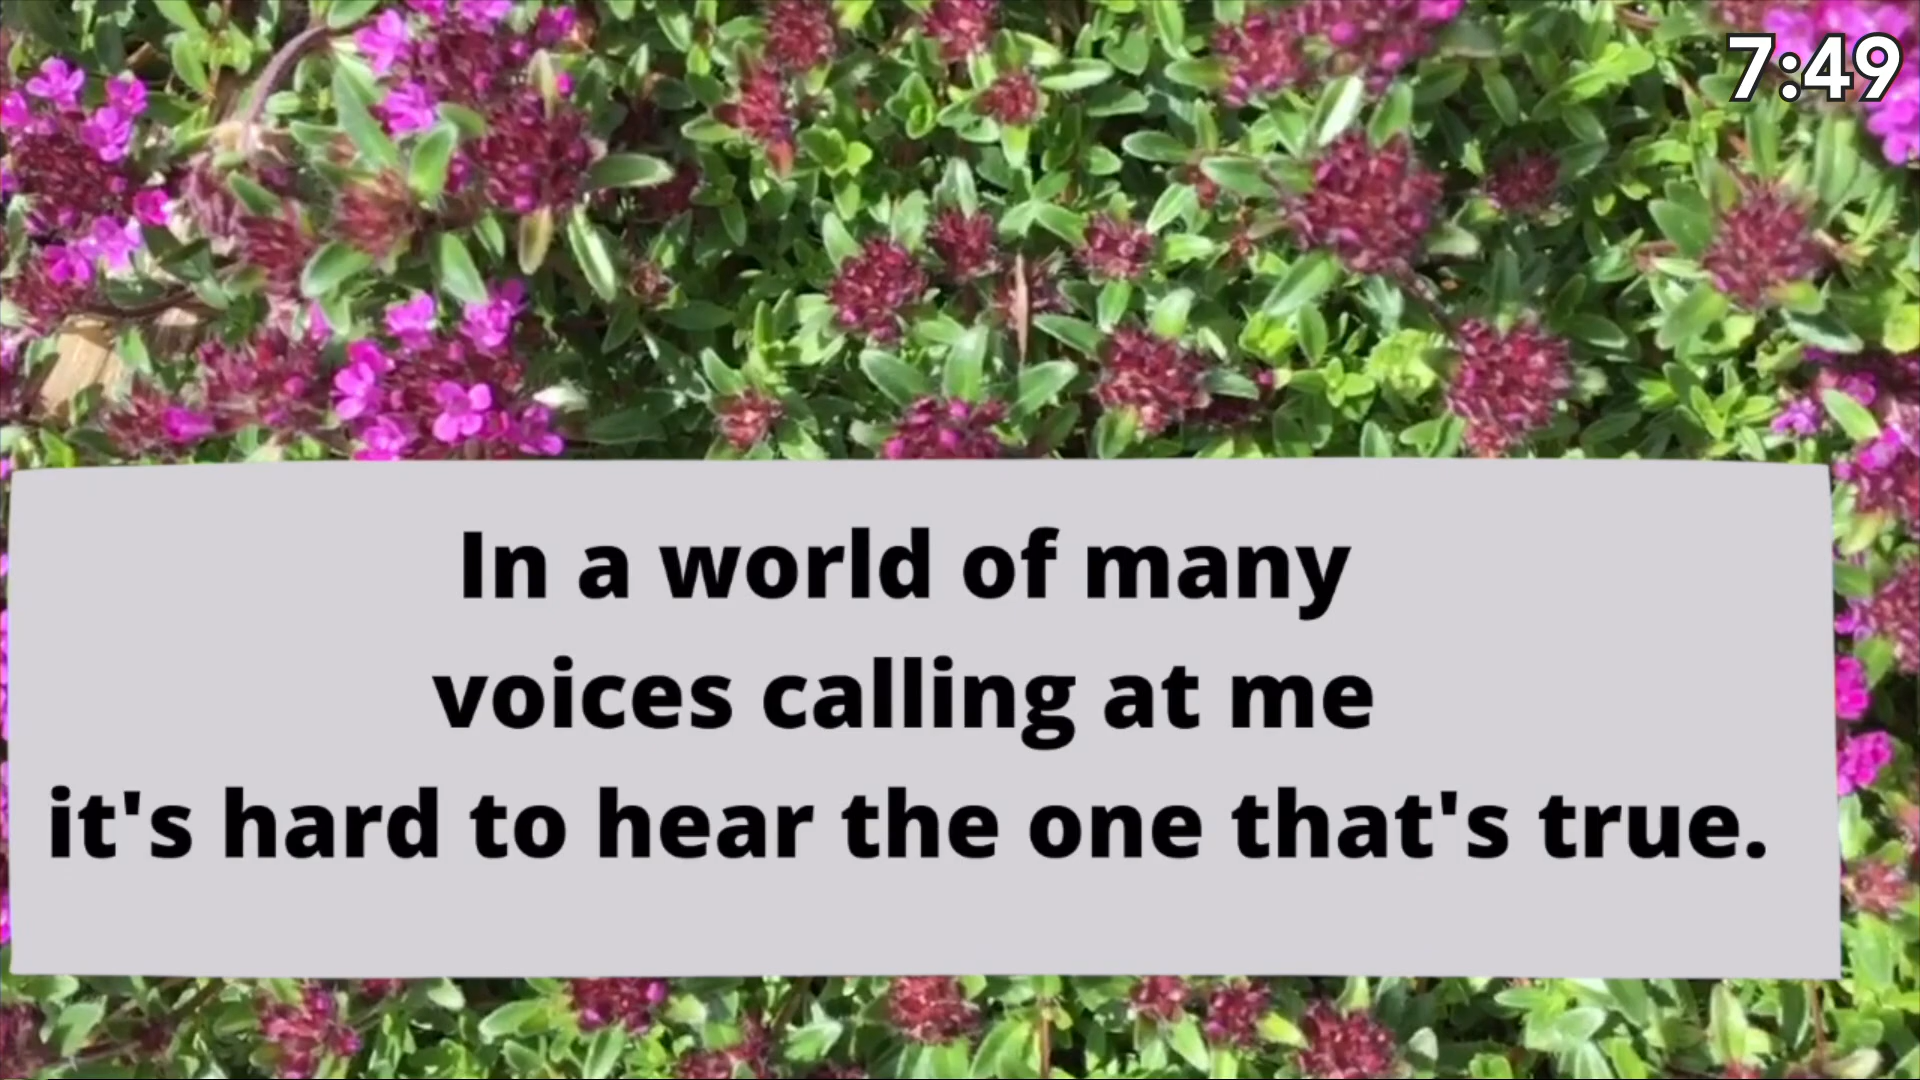 7:49
In a world of many
voices calling at me
it's hard to hear the one that's true.